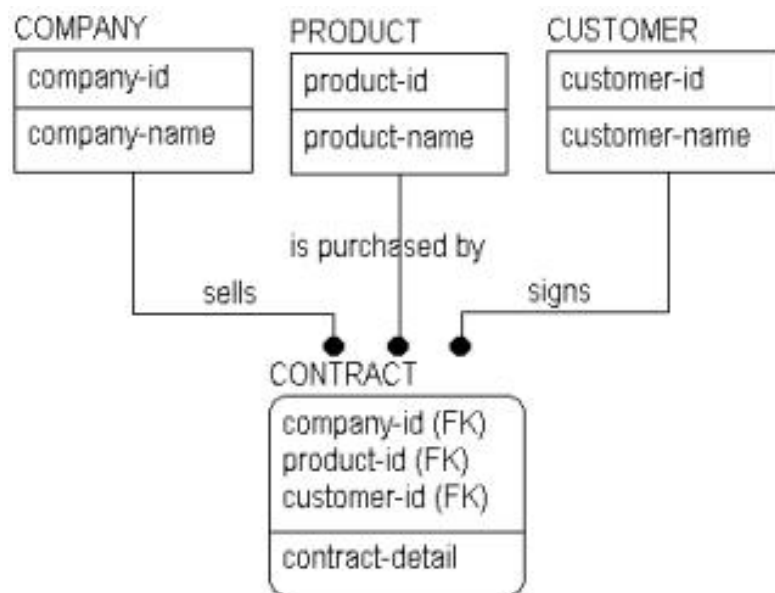 COMPANY
company-id
company-name
PRODUCT
product-id
product-name
CUSTOMER
customer-id
customer-name
is purchased by
sells
signs
CONTRACT
company-id (FK)
product-id (FK)
customer-id (FK)
contract-detail